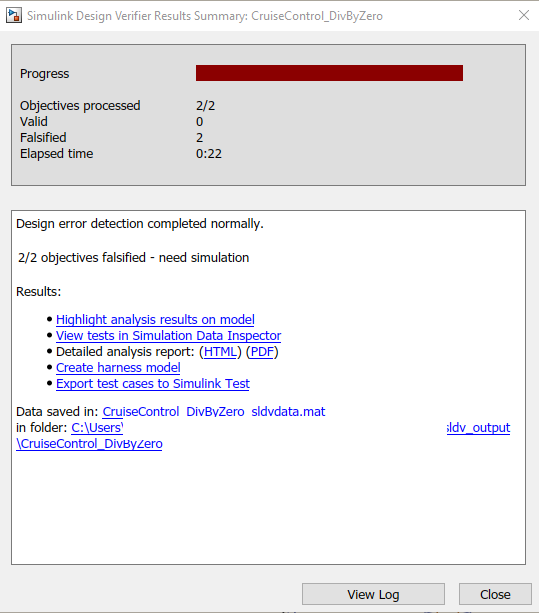 Simulink Design Verifier Results Summary: CruiseControl_DivByZero
Progress
Objectives processed 2/2
Valid 0
Falsified 2
Elapsed time 0:22
Design error detection completed normally.
2/2 objectives falsified - need simulation
Results:
• Highlight analysis results on model
• View tests in Simulation Data Inspector
• Detailed analysis report: (HTML) (PDF)
• Create harness model
• Export test cases to Simulink Test
Data saved in: CruiseControl_DivByZero_sldvdata.mat
in folder: C:\Users\ sldv_output
\CruiseControl_DivByZero
View Log Close